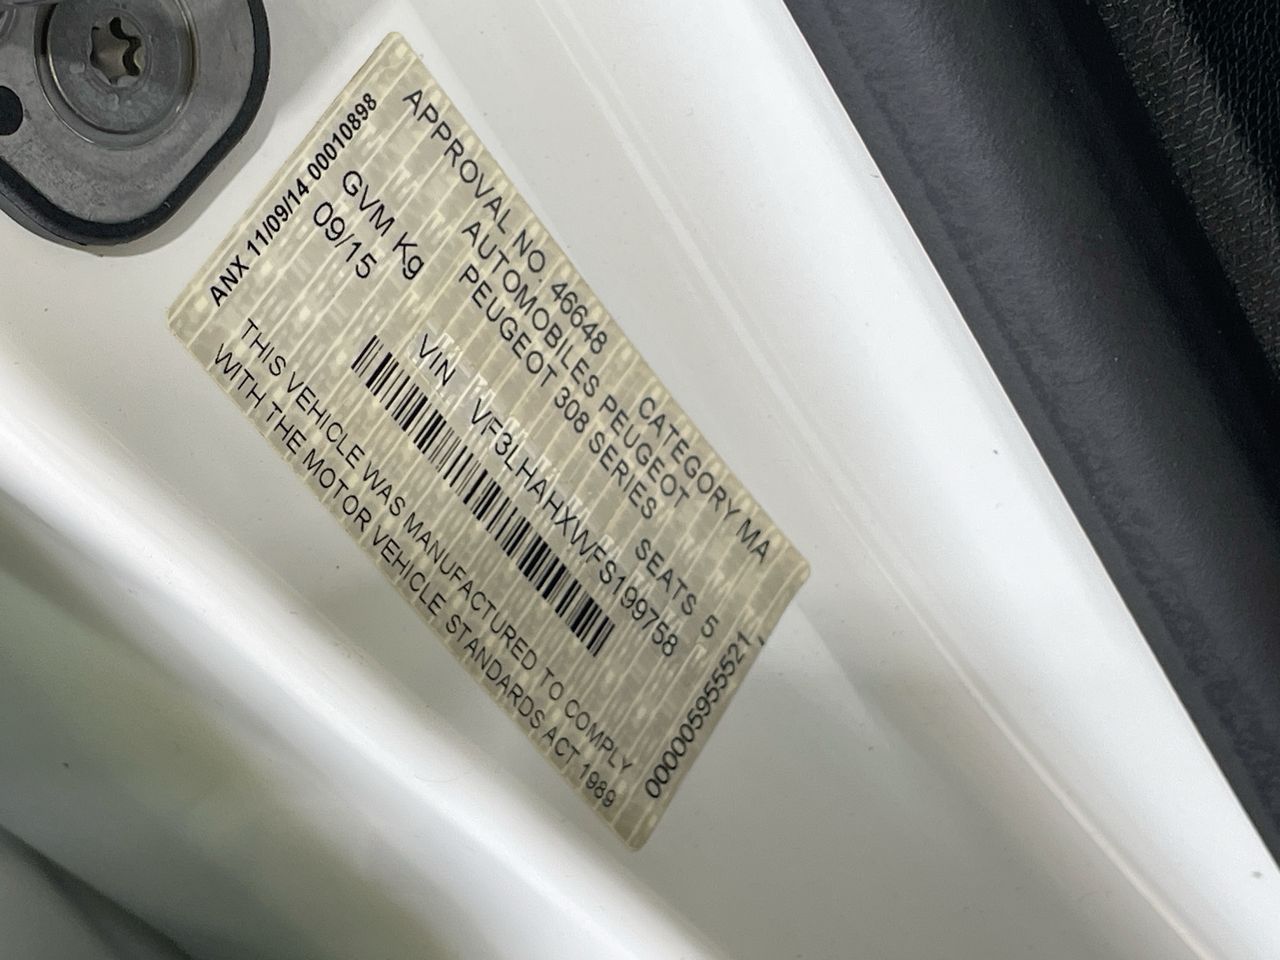 ANX 11/09/14 00010898
APPROVAL NO. 46648 CATEGORY MA
AUTOMOBILES PEUGEOT
PEUGEOT 308 SERIES SEATS 5
GVM Kg
09/15
VIN VF3LHAHXWFS199758
THIS VEHICLE WAS MANUFACTURED TO COMPLY
WITH THE MOTOR VEHICLE STANDARDS ACT 1989
0000005955521